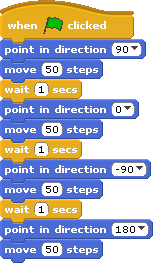 when clicked
point in direction 90
move 50 steps
wait 1 secs
point in direction 0
move 50 steps
wait 1 secs
point in direction -90
move 50 steps
wait 1 secs
point in direction 180
move 50 steps